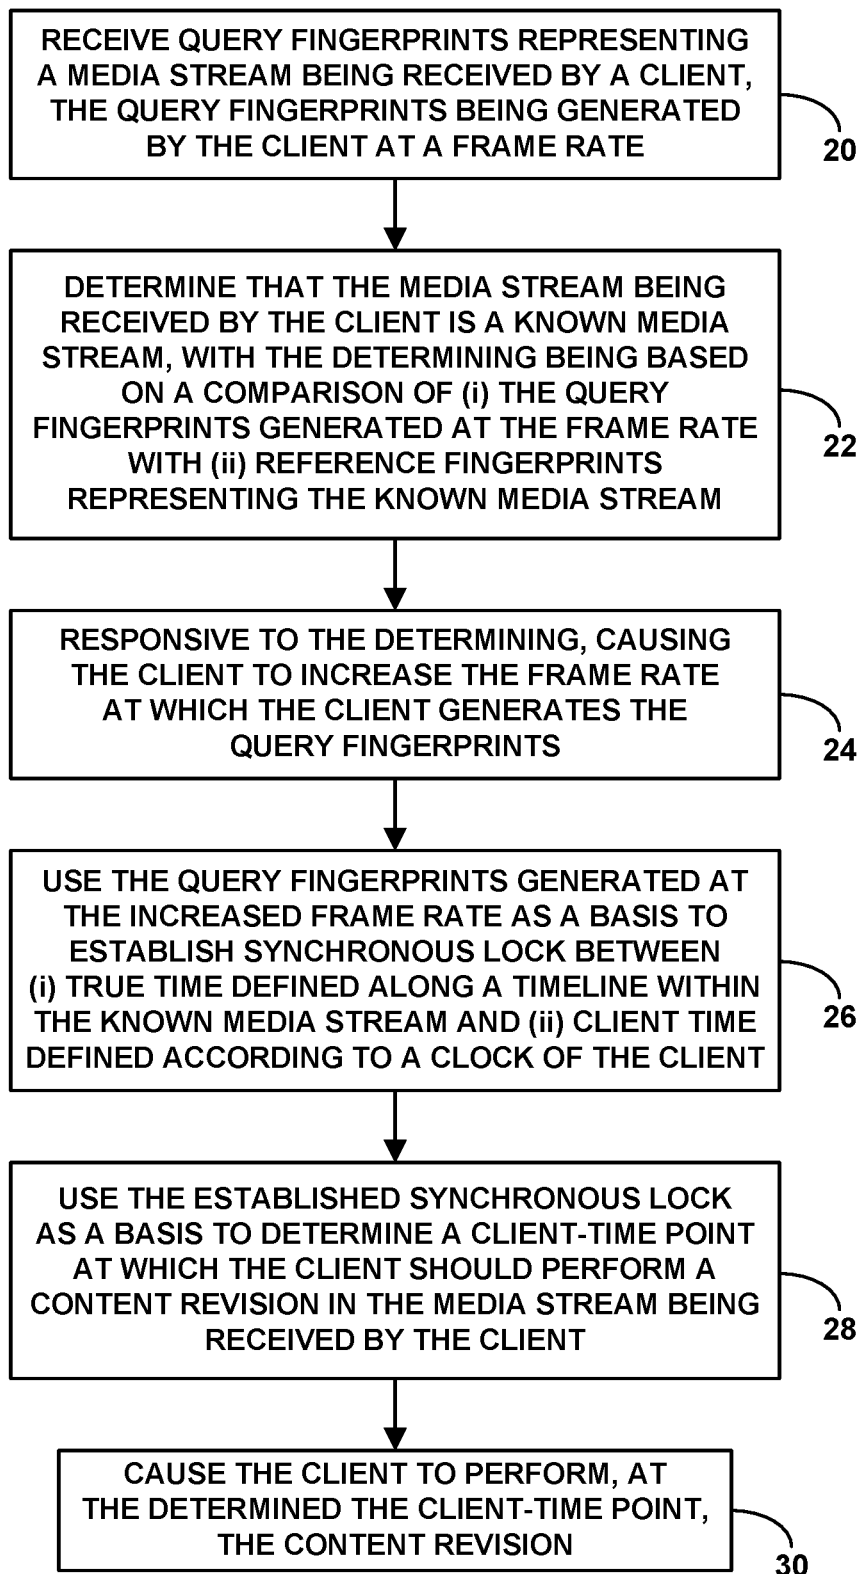 RECEIVE QUERY FINGERPRINTS REPRESENTING
A MEDIA STREAM BEING RECEIVED BY A CLIENT,
THE QUERY FINGERPRINTS BEING GENERATED
BY THE CLIENT AT A FRAME RATE
20
DETERMINE THAT THE MEDIA STREAM BEING
RECEIVED BY THE CLIENT IS A KNOWN MEDIA
STREAM, WITH THE DETERMINING BEING BASED
ON A COMPARISON OF (i) THE QUERY
FINGERPRINTS GENERATED AT THE FRAME RATE
WITH (ii) REFERENCE FINGERPRINTS
REPRESENTING THE KNOWN MEDIA STREAM
22
RESPONSIVE TO THE DETERMINING, CAUSING
THE CLIENT TO INCREASE THE FRAME RATE
AT WHICH THE CLIENT GENERATES THE
QUERY FINGERPRINTS
24
USE THE QUERY FINGERPRINTS GENERATED AT
THE INCREASED FRAME RATE AS A BASIS TO
ESTABLISH SYNCHRONOUS LOCK BETWEEN
(i) TRUE TIME DEFINED ALONG A TIMELINE WITHIN
THE KNOWN MEDIA STREAM AND (ii) CLIENT TIME
DEFINED ACCORDING TO A CLOCK OF THE CLIENT
26
USE THE ESTABLISHED SYNCHRONOUS LOCK
AS A BASIS TO DETERMINE A CLIENT-TIME POINT
AT WHICH THE CLIENT SHOULD PERFORM A
CONTENT REVISION IN THE MEDIA STREAM BEING
RECEIVED BY THE CLIENT
28
CAUSE THE CLIENT TO PERFORM, AT
THE DETERMINED THE CLIENT-TIME POINT,
THE CONTENT REVISION
30